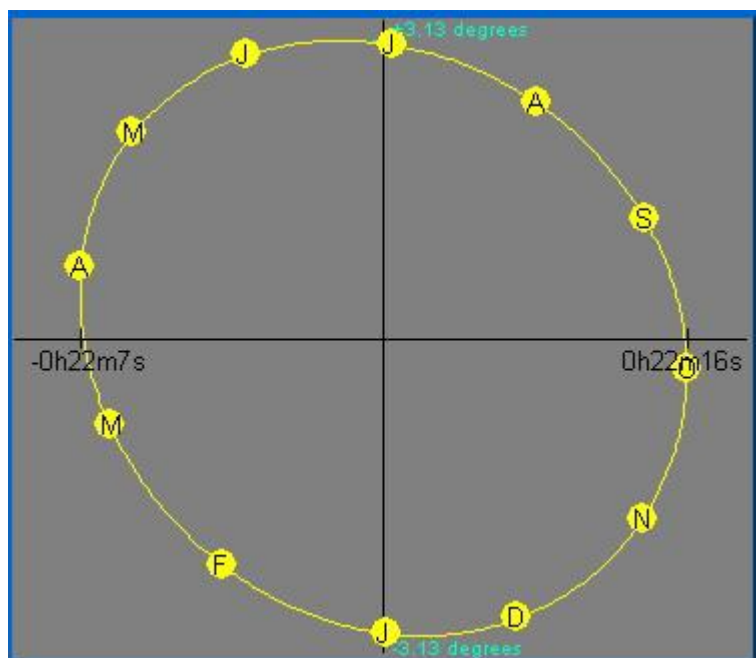 +3.13 degrees
J
J
A
M
S
A
-0h22m7s
0h22m16s
O
M
N
F
D
J
-3.13 degrees